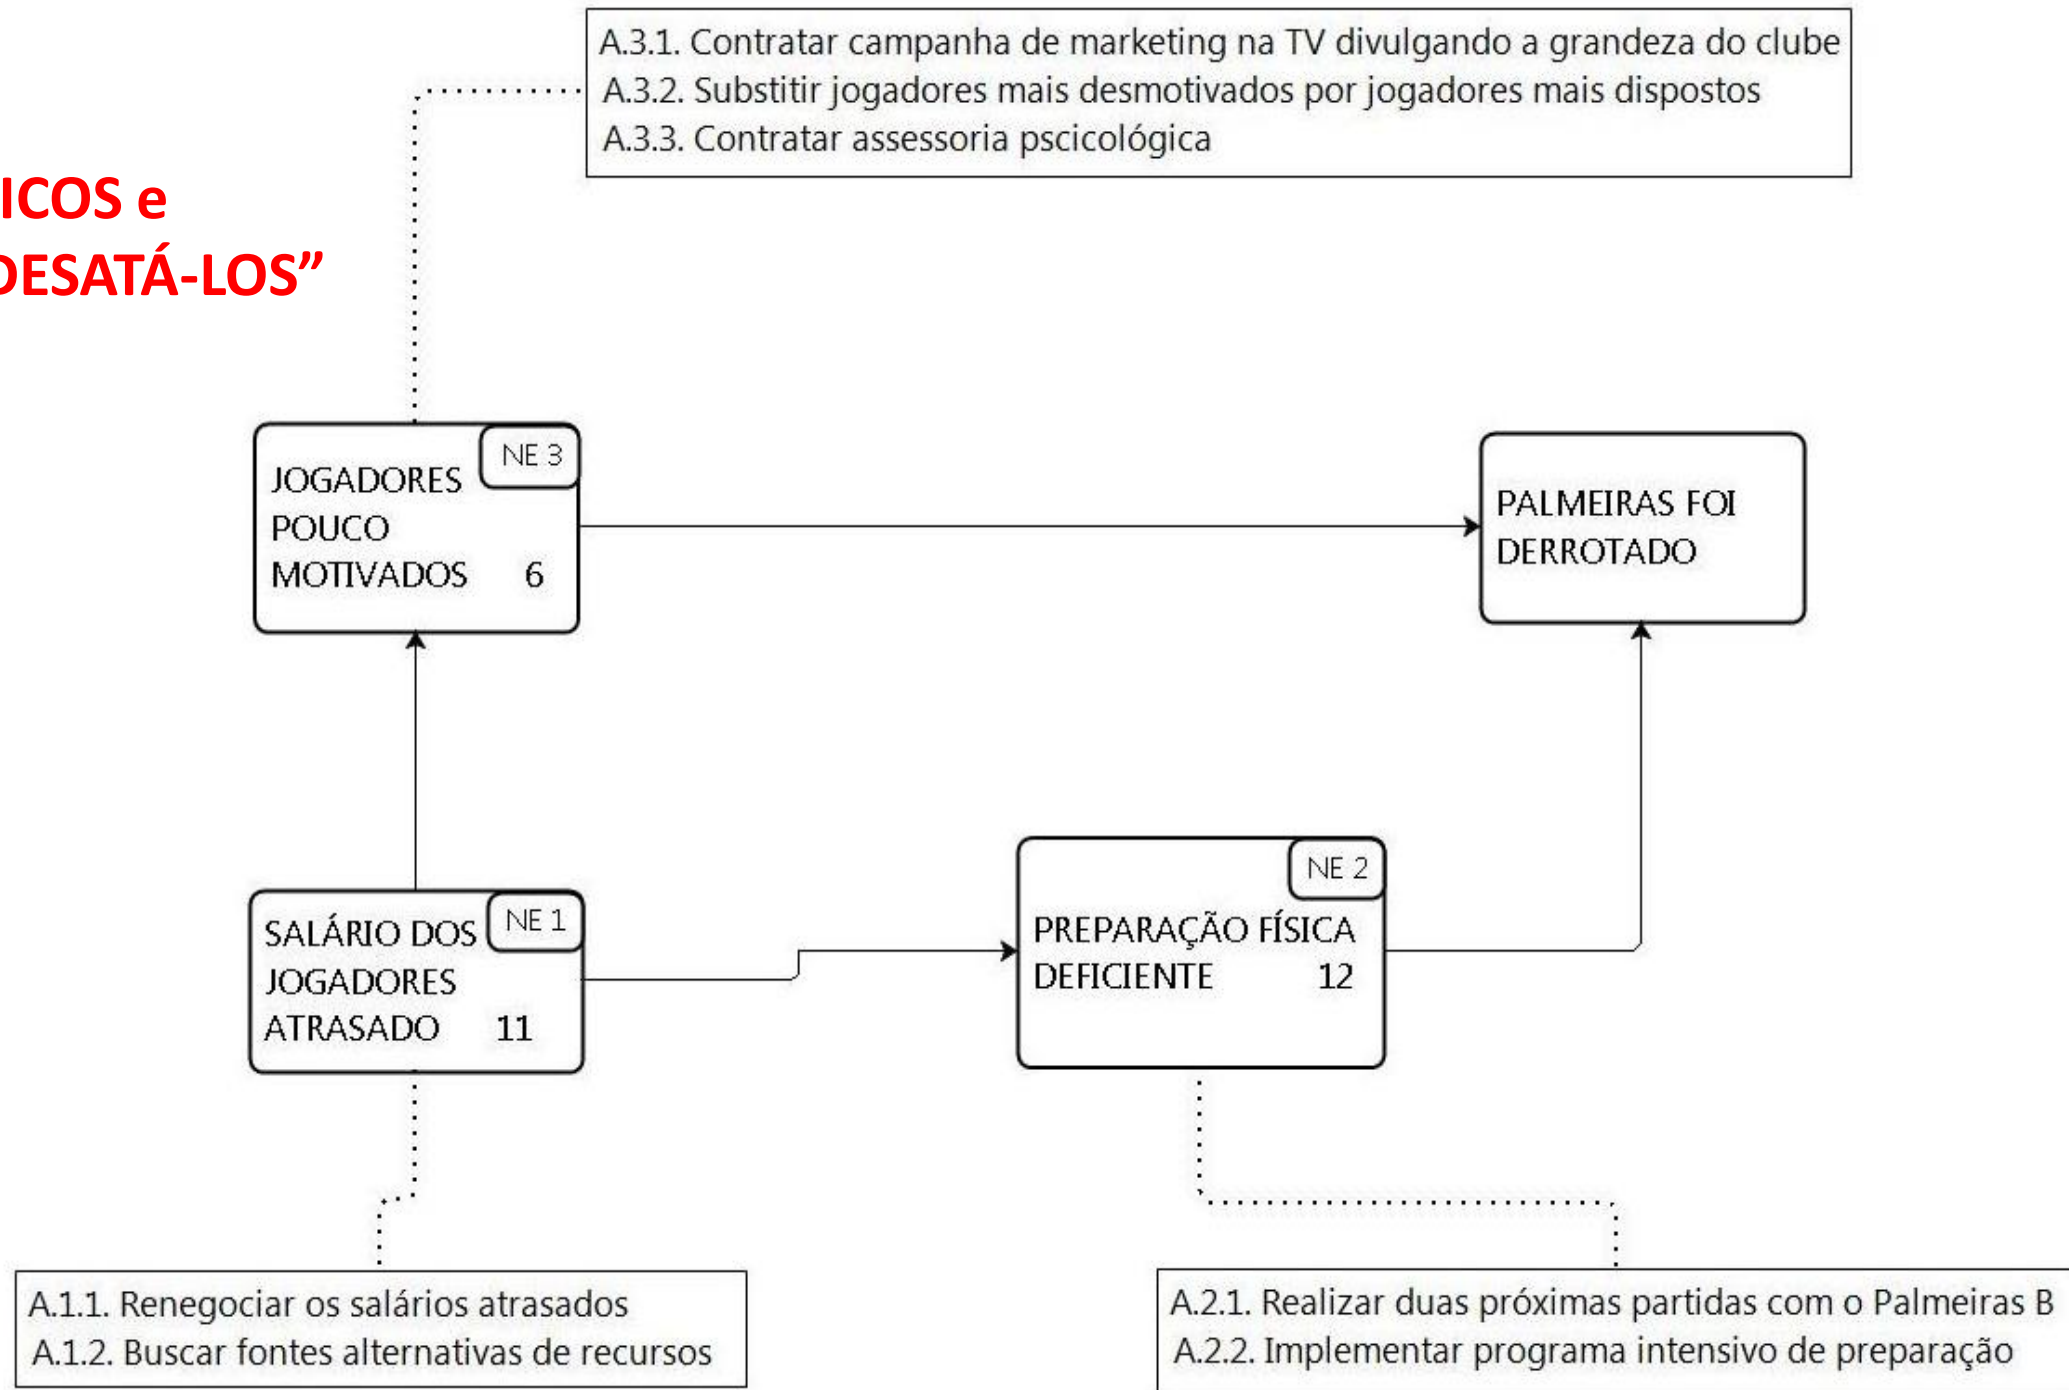 A.3.1. Contratar campanha de marketing na TV divulgando a grandeza do clube
A.3.2. Substitir jogadores mais desmotivados por jogadores mais dispostos
A.3.3. Contratar assessoria pscicológica
ICOS e
DESATÁ-LOS”
NE 3
JOGADORES
POUCO
MOTIVADOS 6
PALMEIRAS FOI
DERROTADO
NE 1
SALÁRIO DOS
JOGADORES
ATRASADO 11
NE 2
PREPARAÇÃO FÍSICA
DEFICIENTE 12
A.1.1. Renegociar os salários atrasados
A.1.2. Buscar fontes alternativas de recursos
A.2.1. Realizar duas próximas partidas com o Palmeiras B
A.2.2. Implementar programa intensivo de preparação